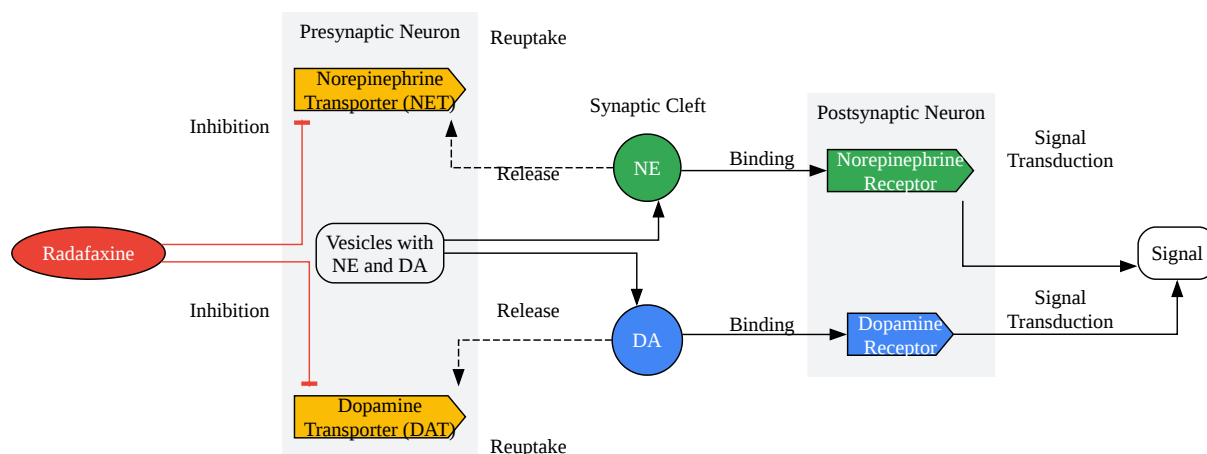 Presynaptic Neuron
Reuptake
Norepinephrine
Transporter (NET)
Inhibition
Synaptic Cleft
Postsynaptic Neuron
NE
Release
Binding
Norepinephrine
Receptor
Signal
Transduction
Radafaxine
Vesicles with
NE and DA
Signal
Inhibition
Release
DA
Binding
Dopamine
Receptor
Signal
Transduction
Dopamine
Transporter (DAT)
Reuptake